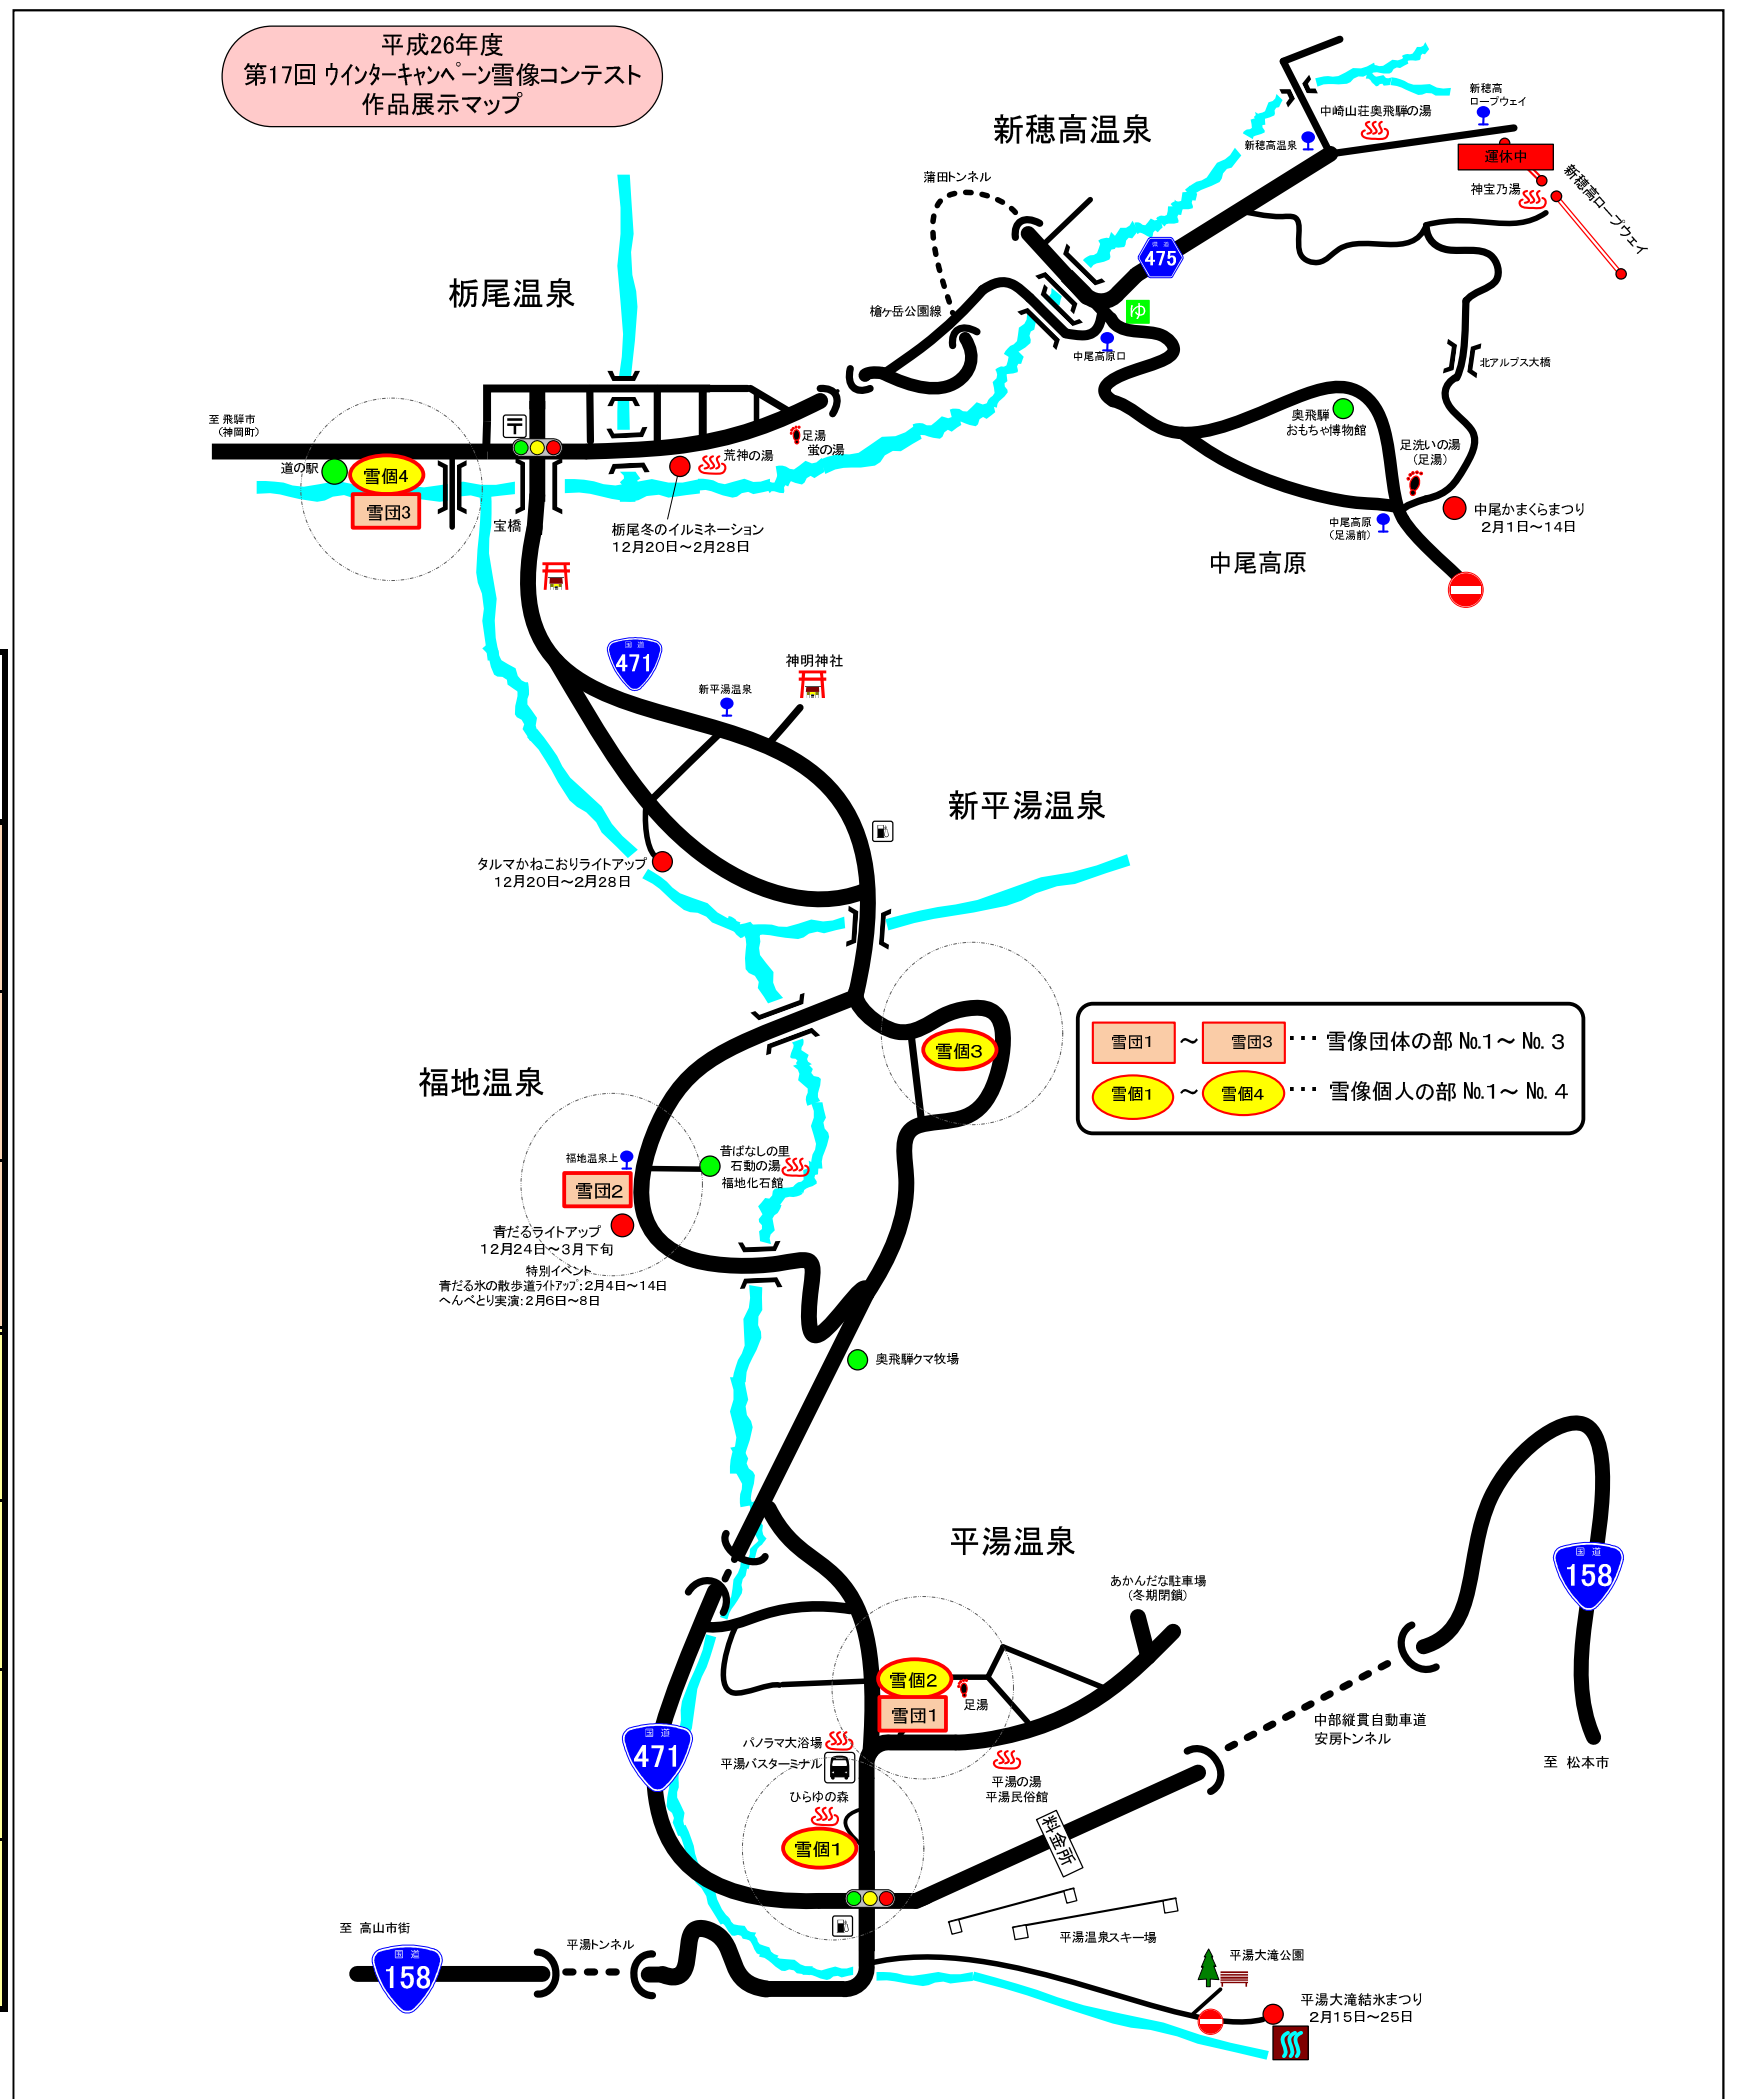 平成26年度
第17回 ウインターキャンペーン雪像コンテスト
作品展示マップ
新穂高温泉
新穂高
ロープウェイ
中崎山荘奥飛騨の湯
新穂高温泉
運休中
神宝乃湯
新穂高ロープウェイ
蒲田トンネル
県道
475
栃尾温泉
槍ヶ岳公園線
ゆ
中尾高原口
北アルプス大橋
至 飛騨市
(神岡町)
道の駅
雪個4
雪団3
宝橋
荒神の湯
足湯
蛍の湯
栃尾冬のイルミネーション
12月20日~2月28日
奥飛騨
おもちゃ博物館
足洗いの湯
(足湯)
中尾高原
(足湯前)
中尾かまくらまつり
2月1日~14日
中尾高原
国道
471
神明神社
新平湯温泉
新平湯温泉
タルマかねこおりライトアップ
12月20日~2月28日
雪個3
雪団1 ~ 雪団3 ･･･ 雪像団体の部 №1~ №3
雪個1 ~ 雪個4 ･･･ 雪像個人の部 №1~ №4
福地温泉
福地温泉上
昔ばなしの里
石動の湯
福地化石館
雪団2
青だるライトアップ
12月24日~3月下旬
特別イベント
青だる氷の散歩道ライトアップ:2月4日~14日
へんべとり実演:2月6日~8日
奥飛騨クマ牧場
平湯温泉
あかんだな駐車場
(冬期閉鎖)
国道
158
雪個2
雪団1
足湯
国道
471
パノラマ大浴場
平湯バスターミナル
ひらゆの森
雪個1
平湯の湯
平湯民俗館
中部縦貫自動車道
安房トンネル
至 松本市
料金所
平湯温泉スキー場
至 高山市街
国道
158
平湯トンネル
平湯大滝公園
平湯大滝結氷まつり
2月15日~25日